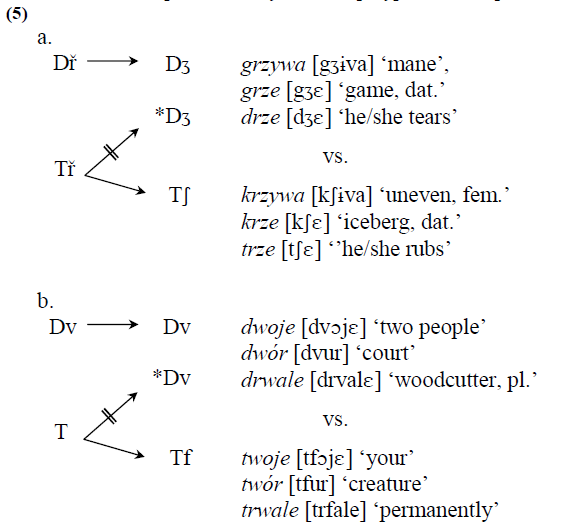 (5)
a.
Dř Dʒ grzywa [gʒɨva] ‘mane’,
grze [gʒɛ] ‘game, dat.’
*Dʒ drze [dʒɛ] ‘he/she tears’
vs.
Tř
Tʃ krzywa [kʃɨva] ‘uneven, fem.’
krze [kʃɛ] ‘iceberg, dat.’
trze [tʃɛ] ‘’he/she rubs’
b.
Dv Dv dwoje [dvɔjɛ] ‘two people’
dwór [dvur] ‘court’
*Dv drwale [drvalɛ] ‘woodcutter, pl.’
vs.
T
Tf twoje [tfɔjɛ] ‘your’
twór [tfur] ‘creature’
trwale [trfale] ‘permanently’